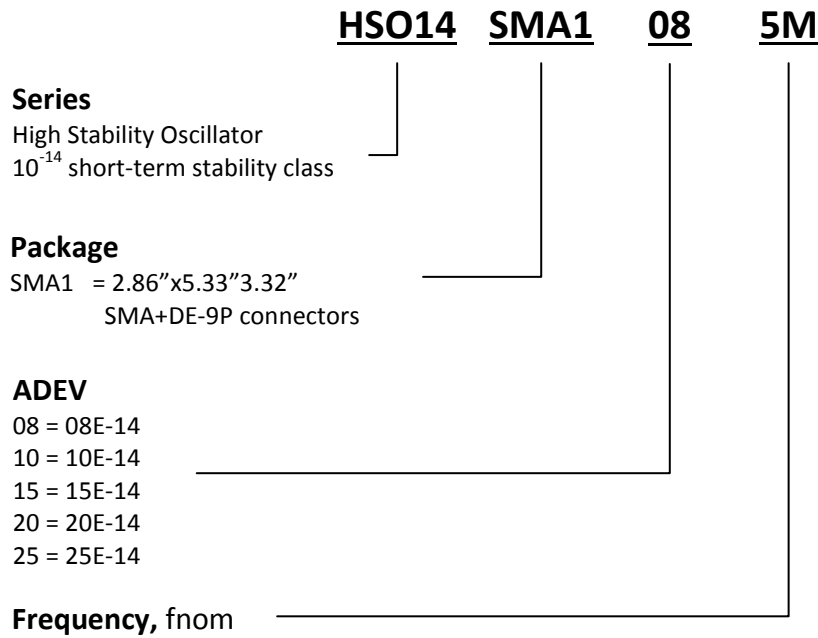 HSO14 SMA1 08 5M
Series
High Stability Oscillator
10⁻¹⁴ short-term stability class
Package
SMA1 = 2.86”x5.33”3.32”
SMA+DE-9P connectors
ADEV
08 = 08E-14
10 = 10E-14
15 = 15E-14
20 = 20E-14
25 = 25E-14
Frequency, fnom